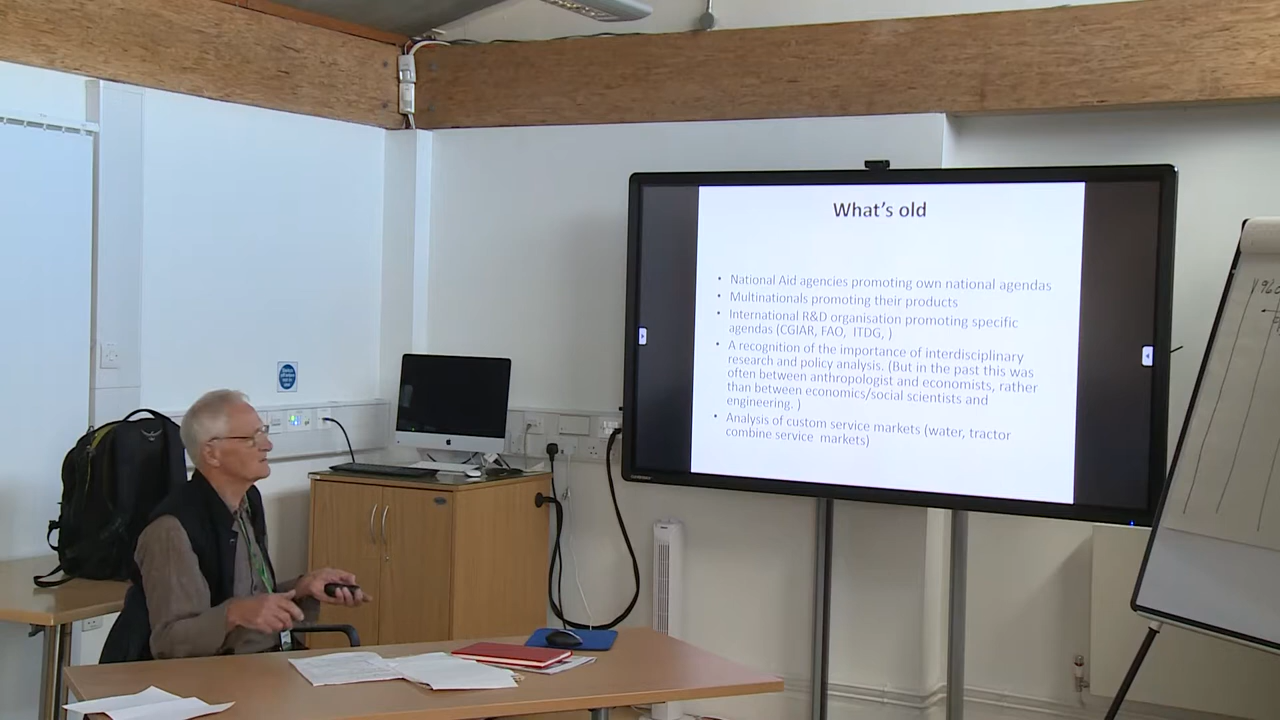 What's old
• National Aid agencies promoting own national agendas
• Multinationals promoting their products
• International R&D organisation promoting specific
agendas (CGIAR, FAO, ITDG, )
• A recognition of the importance of interdisciplinary
research and policy analysis. (But in the past this was
often between anthropologist and economists, rather
than between economics/social scientists and
engineering. )
• Analysis of custom service markets (water, tractor
combine service markets)